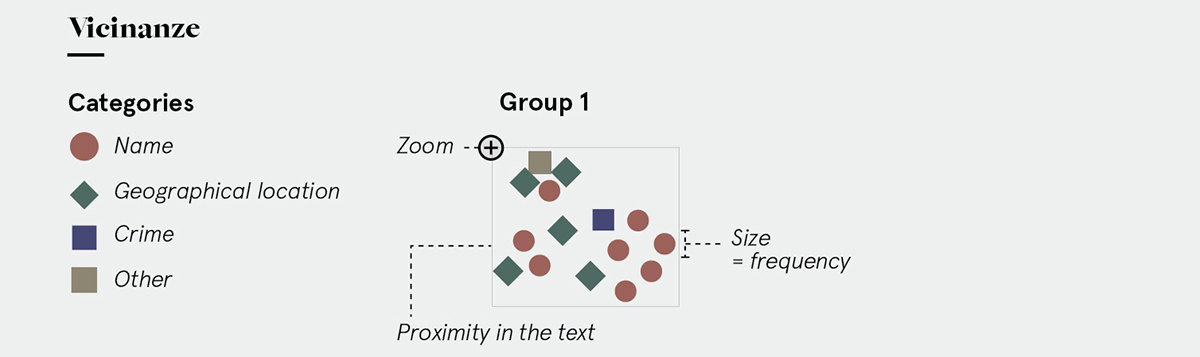 Vicinanze
Categories
Name
Geographical location
Crime
Other
Group 1
Zoom
Size
= frequency
Proximity in the text